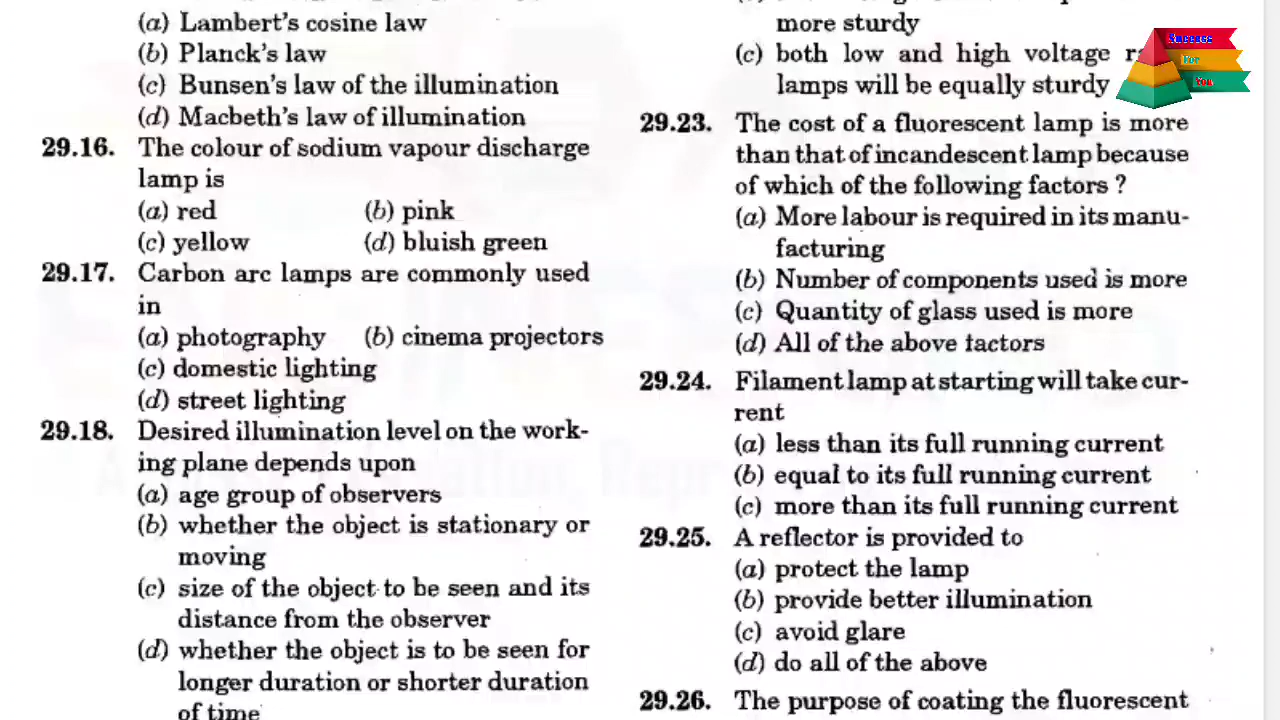 (a) Lambert's cosine law
(b) Planck's law
(c) Bunsen's law of the illumination
(d) Macbeth's law of illumination
29.16. The colour of sodium vapour discharge
lamp is
(a) red (b) pink
(c) yellow (d) bluish green
29.17. Carbon arc lamps are commonly used
in
(a) photography (b) cinema projectors
(c) domestic lighting
(d) street lighting
29.18. Desired illumination level on the work-
ing plane depends upon
(a) age group of observers
(b) whether the object is stationary or
moving
(c) size of the object to be seen and its
distance from the observer
(d) whether the object is to be seen for
longer duration or shorter duration
of time
more sturdy
(c) both low and high voltage
lamps will be equally sturdy
29.23. The cost of a fluorescent lamp is more
than that of incandescent lamp because
of which of the following factors ?
(a) More labour is required in its manu-
facturing
(b) Number of components used is more
(c) Quantity of glass used is more
(d) All of the above factors
29.24. Filament lamp at starting will take cur-
rent
(a) less than its full running current
(b) equal to its full running current
(c) more than its full running current
29.25. A reflector is provided to
(a) protect the lamp
(b) provide better illumination
(c) avoid glare
(d) do all of the above
29.26. The purpose of coating the fluorescent
Success
For
You